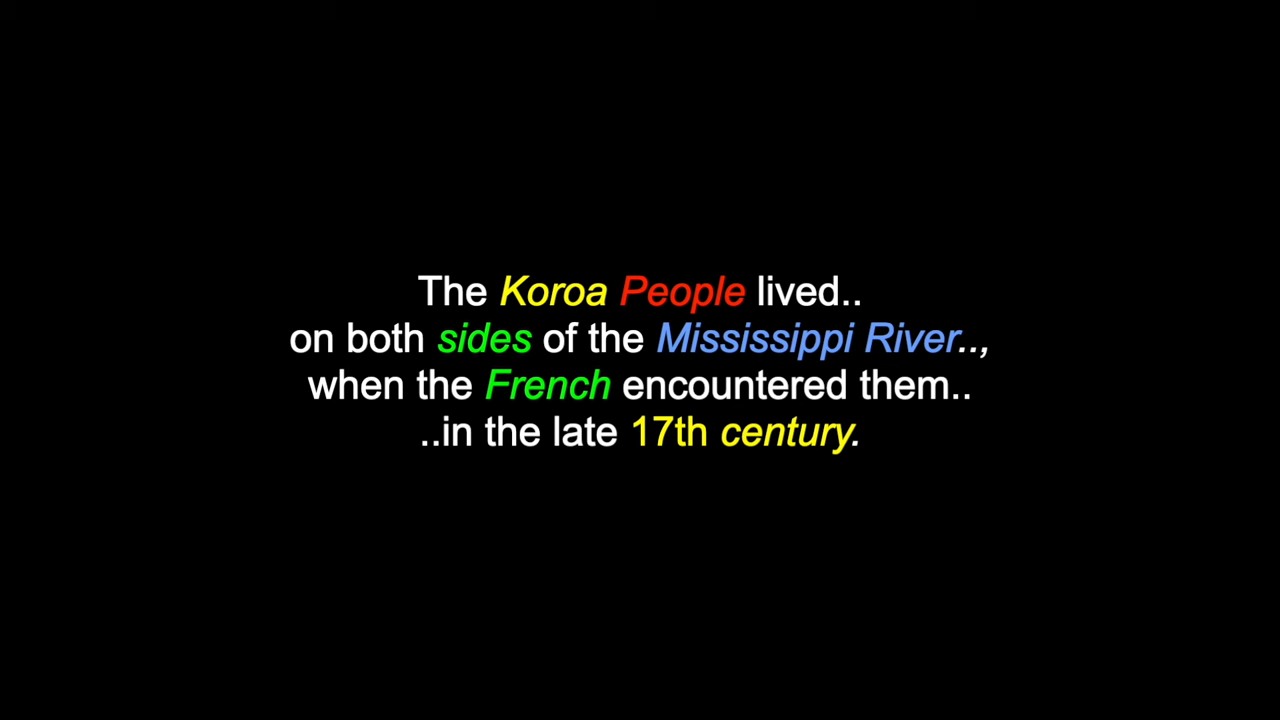 The Koroa People lived..
on both sides of the Mississippi River..,
when the French encountered them..
..in the late 17th century.